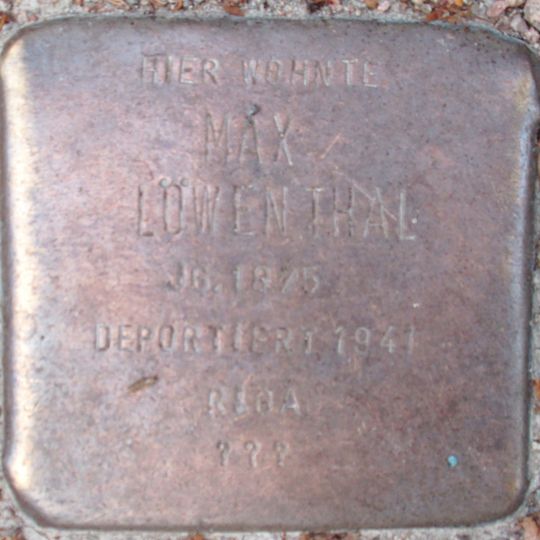 HIER WOHNTE
MAX
LÖWENTHAL
JG. 1875
DEPORTIERT 1941
RIGA
???